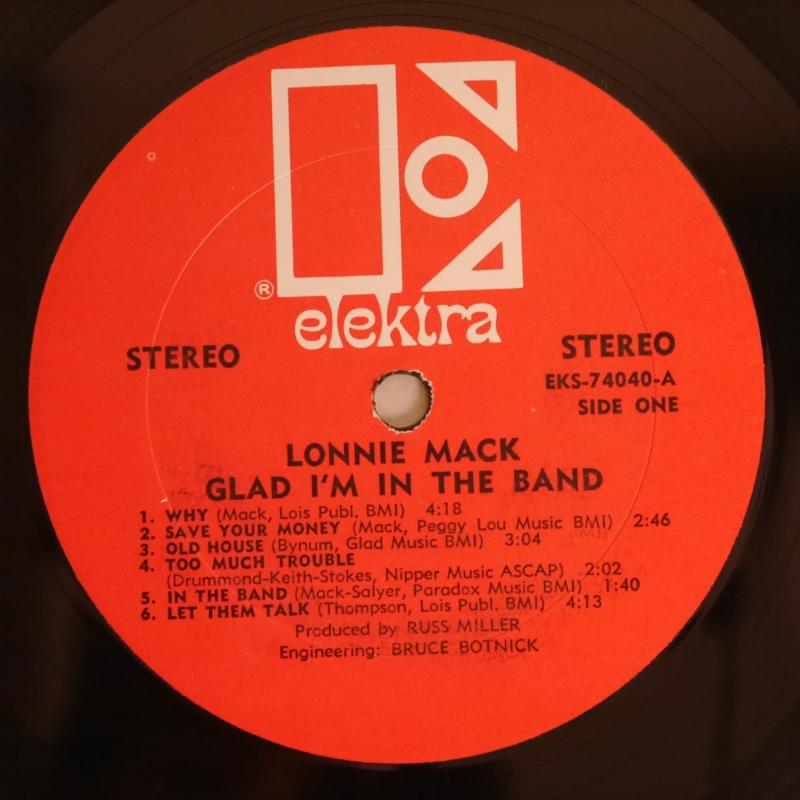 ®
elektra
STEREO
STEREO
EKS-74040-A
SIDE ONE
LONNIE MACK
GLAD I'M IN THE BAND
1. WHY (Mack, Lois Publ. BMI) 4:18
2. SAVE YOUR MONEY (Mack, Peggy Lou Music BMI) 2:46
3. OLD HOUSE (Bynum, Glad Music BMI) 3:04
4. TOO MUCH TROUBLE
(Drummond-Keith-Stokes, Nipper Music ASCAP) 2:02
5. IN THE BAND (Mack-Salyer, Paradox Music BMI) 1:40
6. LET THEM TALK (Thompson, Lois Publ. BMI) 4:13
Produced by RUSS MILLER
Engineering: BRUCE BOTNICK